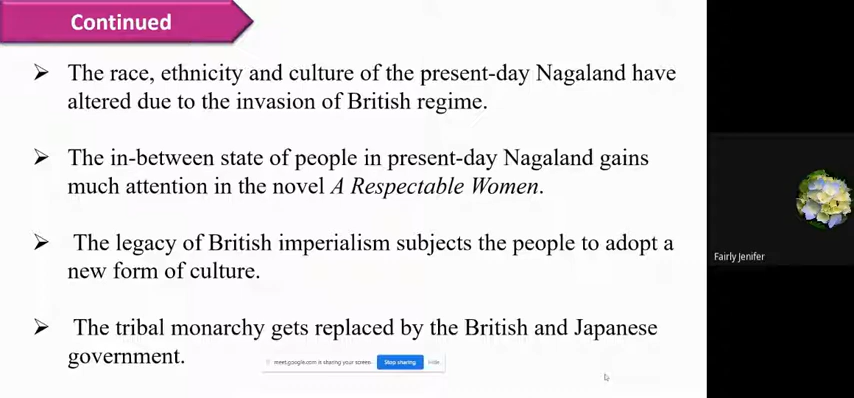 Continued
➢ The race, ethnicity and culture of the present-day Nagaland have
altered due to the invasion of British regime.
➢ The in-between state of people in present-day Nagaland gains
much attention in the novel A Respectable Women.
➢ The legacy of British imperialism subjects the people to adopt a
new form of culture.
➢ The tribal monarchy gets replaced by the British and Japanese
government.
meet.google.com is sharing your screen. Stop sharing Hide
Fairly Jenifer